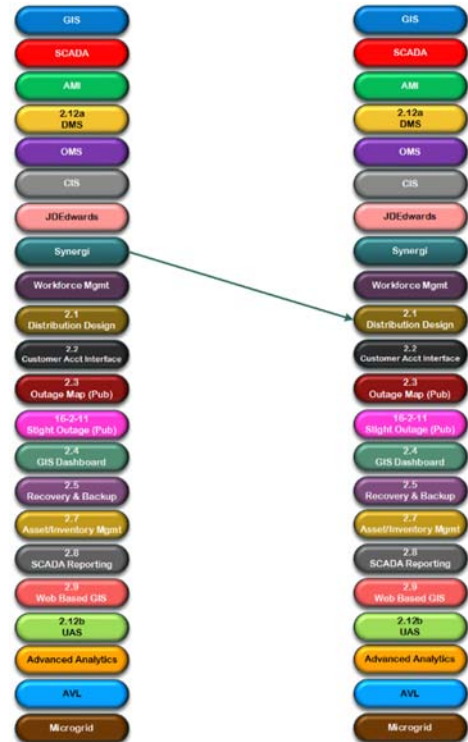 GIS
SCADA
AMI
2.12a
DMS
OMS
CIS
JDEdwards
Synergi
Workforce Mgmt
2.1
Distribution Design
2.2
Customer Acct Interface
2.3
Outage Map (Pub)
16-2-11
Stlght Outage (Pub)
2.4
GIS Dashboard
2.5
Recovery & Backup
2.7
Asset/Inventory Mgmt
2.8
SCADA Reporting
2.9
Web Based GIS
2.12b
UAS
Advanced Analytics
AVL
Microgrid
GIS
SCADA
AMI
2.12a
DMS
OMS
CIS
JDEdwards
Synergi
Workforce Mgmt
2.1
Distribution Design
2.2
Customer Acct Interface
2.3
Outage Map (Pub)
16-2-11
Stlght Outage (Pub)
2.4
GIS Dashboard
2.5
Recovery & Backup
2.7
Asset/Inventory Mgmt
2.8
SCADA Reporting
2.9
Web Based GIS
2.12b
UAS
Advanced Analytics
AVL
Microgrid